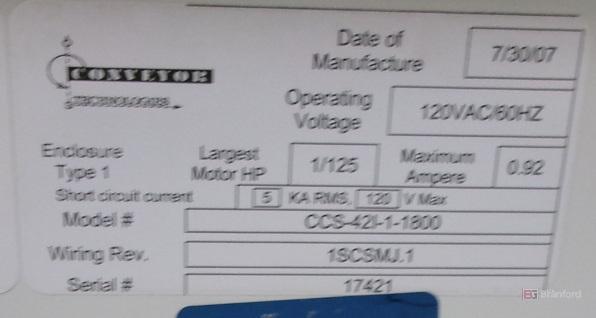 CONVEYOR
TECHNOLOGIES
Date of Manufacture 7/30/07
Operating Voltage 120VAC/60HZ
Enclosure Type 1 Largest Motor HP 1/125 Maximum Ampere 0.92
Short circuit current 5 KA RMS, 120 V Max
Model # CCS-42I-1-1800
Wiring Rev. 1SCSMJ.1
Serial # 17421
Branford